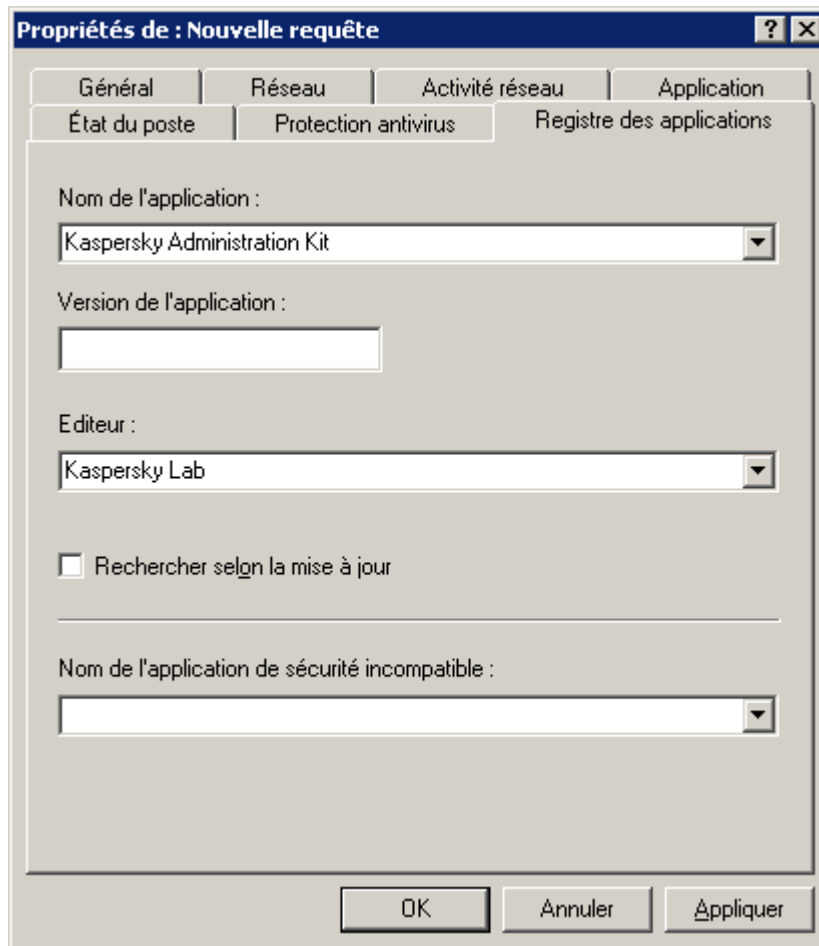 Propriétés de : Nouvelle requête
Général Réseau Activité réseau Application
État du poste Protection antivirus Registre des applications
Nom de l'application :
Kaspersky Administration Kit
Version de l'application :
Editeur :
Kaspersky Lab
Rechercher selon la mise à jour
Nom de l'application de sécurité incompatible :
OK Annuler Appliquer